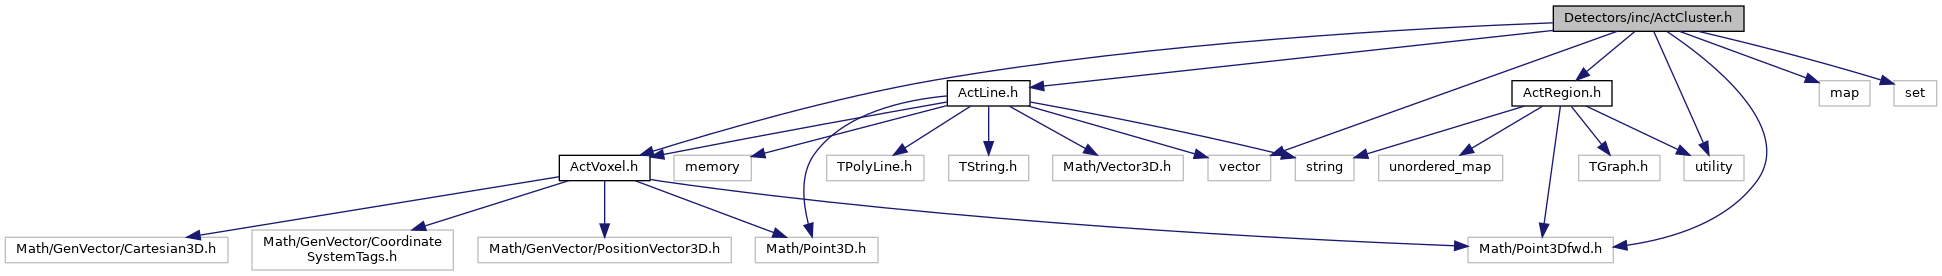 Detectors/inc/ActCluster.h
ActLine.h
ActRegion.h
map
set
ActVoxel.h
memory
TPolyLine.h
TString.h
Math/Vector3D.h
vector
string
unordered_map
TGraph.h
utility
Math/GenVector/Cartesian3D.h
Math/GenVector/Coordinate
SystemTags.h
Math/GenVector/PositionVector3D.h
Math/Point3D.h
Math/Point3Dfwd.h